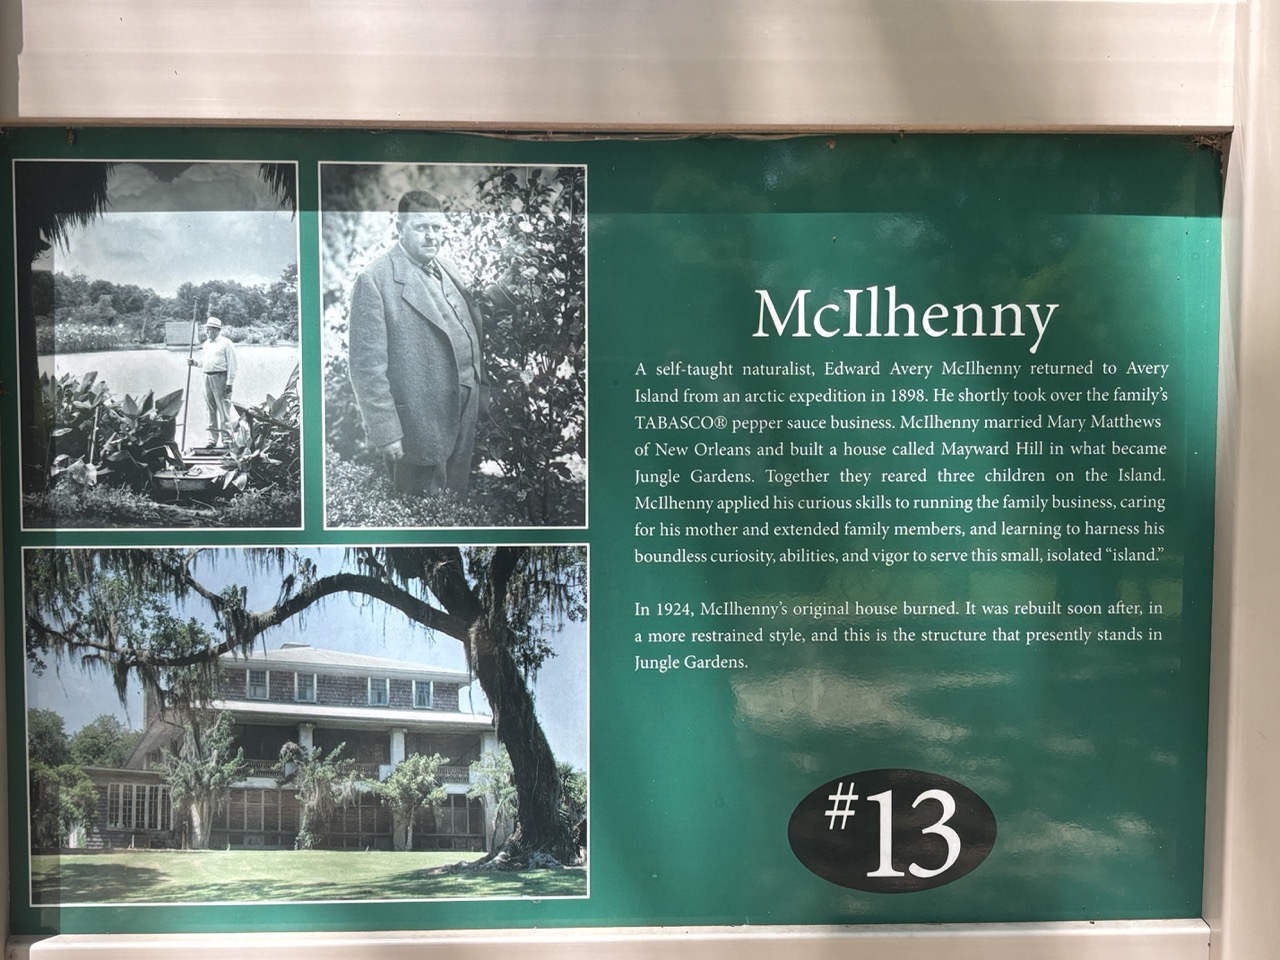 McIlhenny
A self-taught naturalist, Edward Avery McIlhenny returned to Avery
Island from an arctic expedition in 1898. He shortly took over the family’s
TABASCO® pepper sauce business. McIlhenny married Mary Matthews
of New Orleans and built a house called Mayward Hill in what became
Jungle Gardens. Together they reared three children on the Island.
McIlhenny applied his curious skills to running the family business, caring
for his mother and extended family members, and learning to harness his
boundless curiosity, abilities, and vigor to serve this small, isolated “island.”
In 1924, McIlhenny’s original house burned. It was rebuilt soon after, in
a more restrained style, and this is the structure that presently stands in
Jungle Gardens.
#13